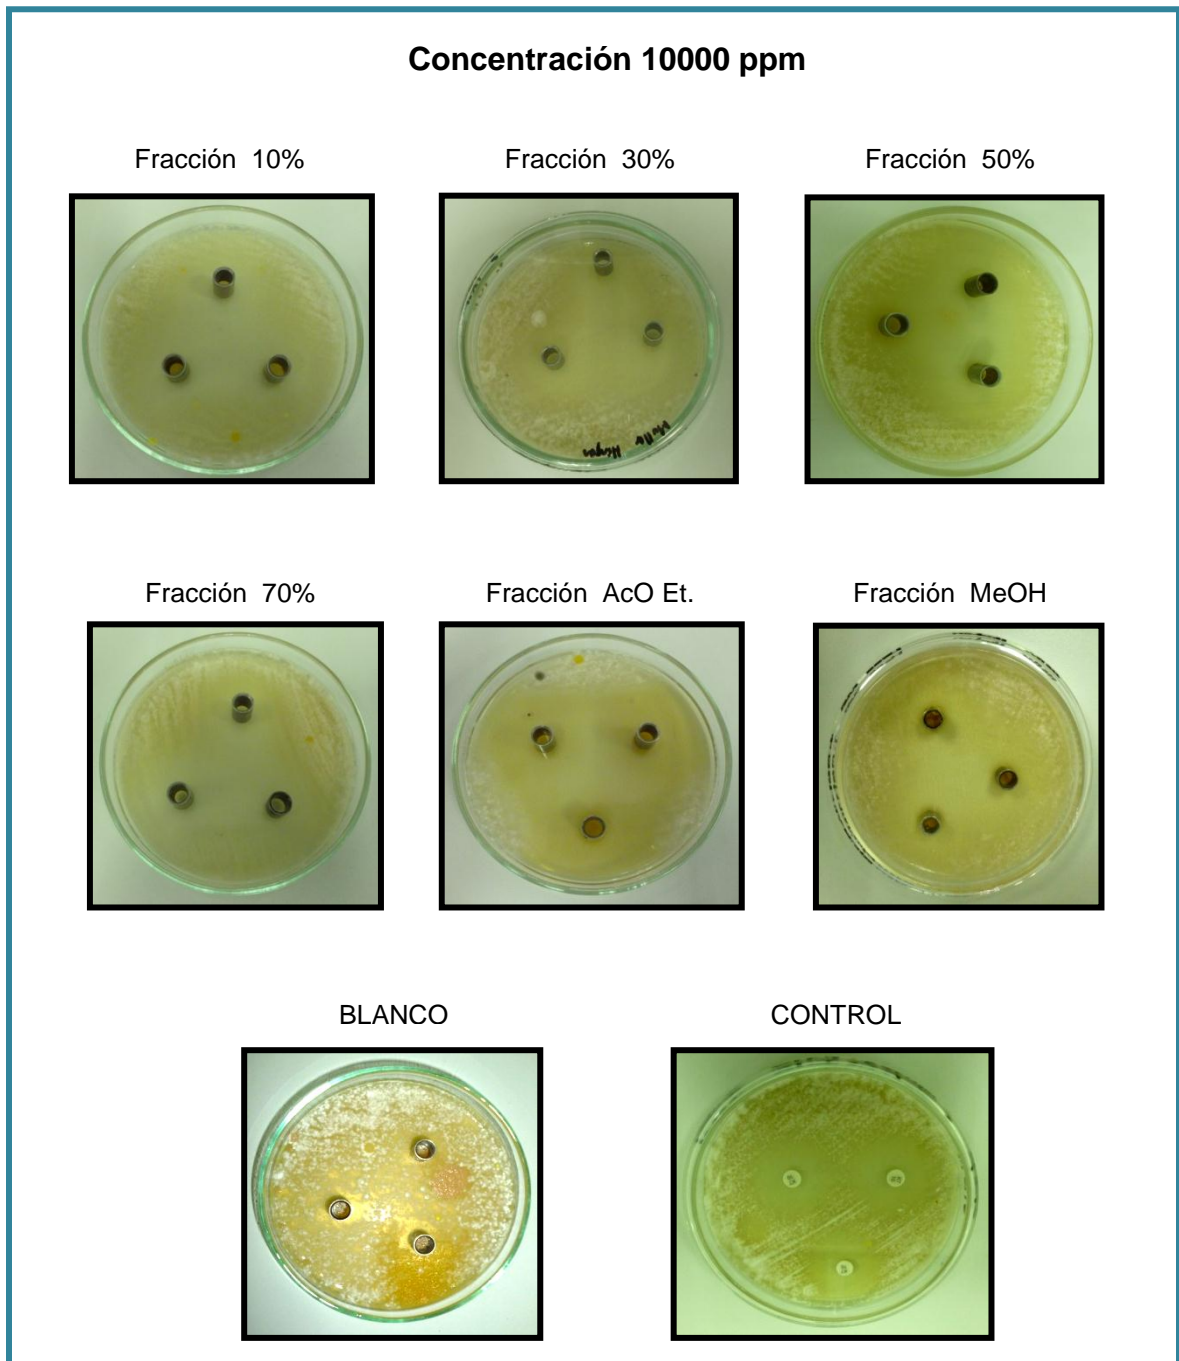 Concentración 10000 ppm
Fracción 10%
Fracción 30%
Fracción 50%
Fracción 70%
Fracción AcO Et.
Fracción MeOH
BLANCO
CONTROL